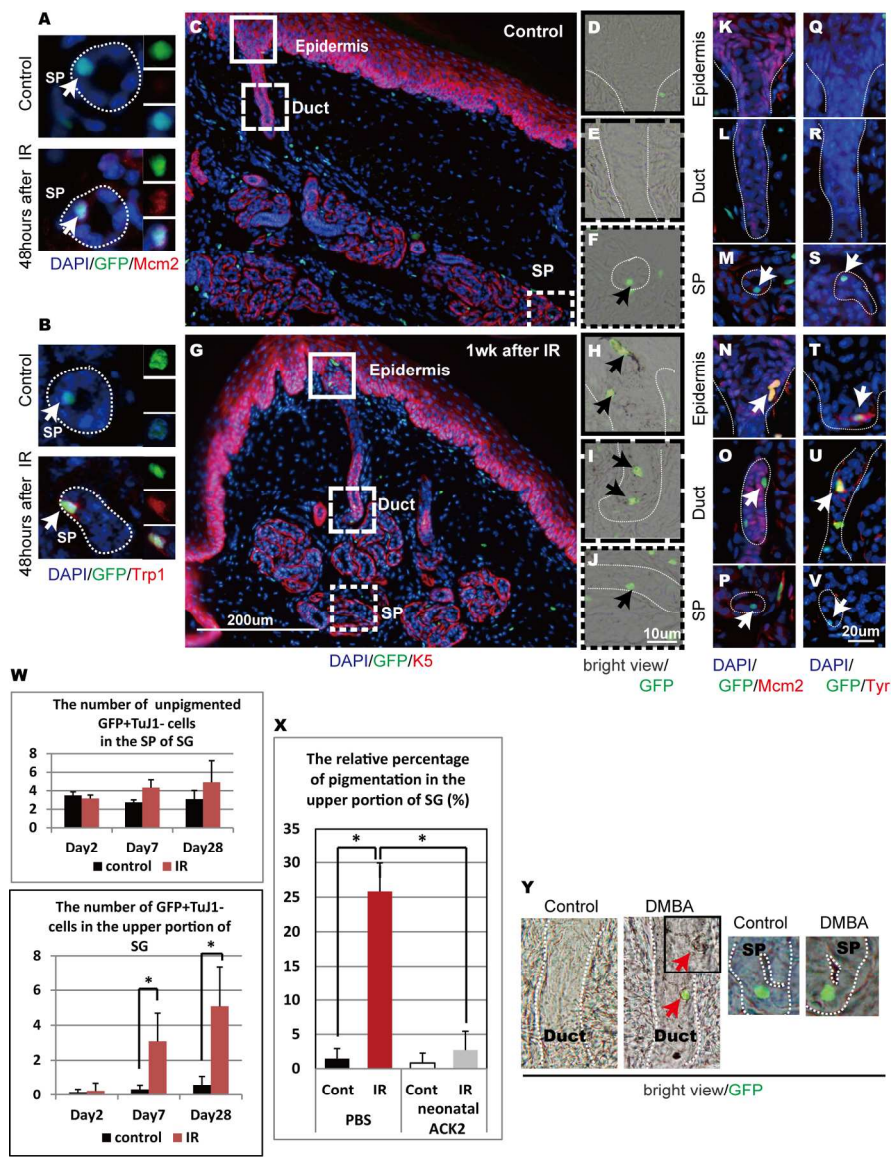 A
Control
SP
48hours after IR
SP
DAPI/GFP/Mcm2
B
Control
SP
48hours after IR
SP
DAPI/GFP/Trp1
C
Control
Epidermis
Duct
SP
G
1wk after IR
Epidermis
Duct
SP
200um
DAPI/GFP/K5
D
E
F
H
I
J
10um
bright view/
GFP
Epidermis
Duct
SP
Epidermis
Duct
SP
K
L
M
N
O
P
DAPI/
GFP/Mcm2
Q
R
S
T
U
V
20um
DAPI/
GFP/Tyr
W
The number of unpigmented
GFP+TuJ1- cells
in the SP of SG
8
6
4
2
0
Day2 Day7 Day28
control IR
The number of GFP+TuJ1-
cells in the upper portion of
SG
8
6
4
2
0
*
*
Day2 Day7 Day28
control IR
X
The relative percentage
of pigmentation in the
upper portion of SG (%)
35
30
25
20
15
10
5
0
* *
Cont IR Cont IR
PBS neonatal
ACK2
Y
Control DMBA
Control DMBA
SP SP
Duct Duct
bright view/GFP